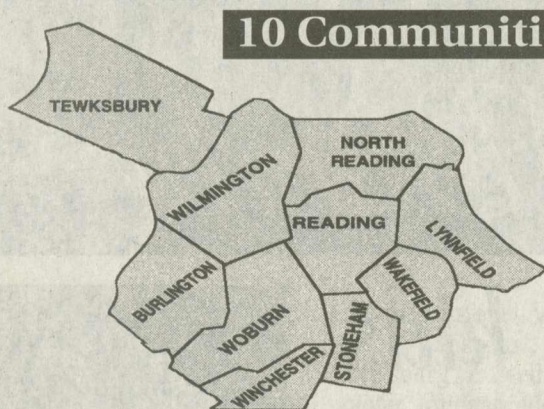 10 Communiti
TEWKSBURY
WILMINGTON
NORTH
READING
READING
LYNNFIELD
BURLINGTON
WAKEFIELD
WOBURN
STONEHAM
WINCHESTER